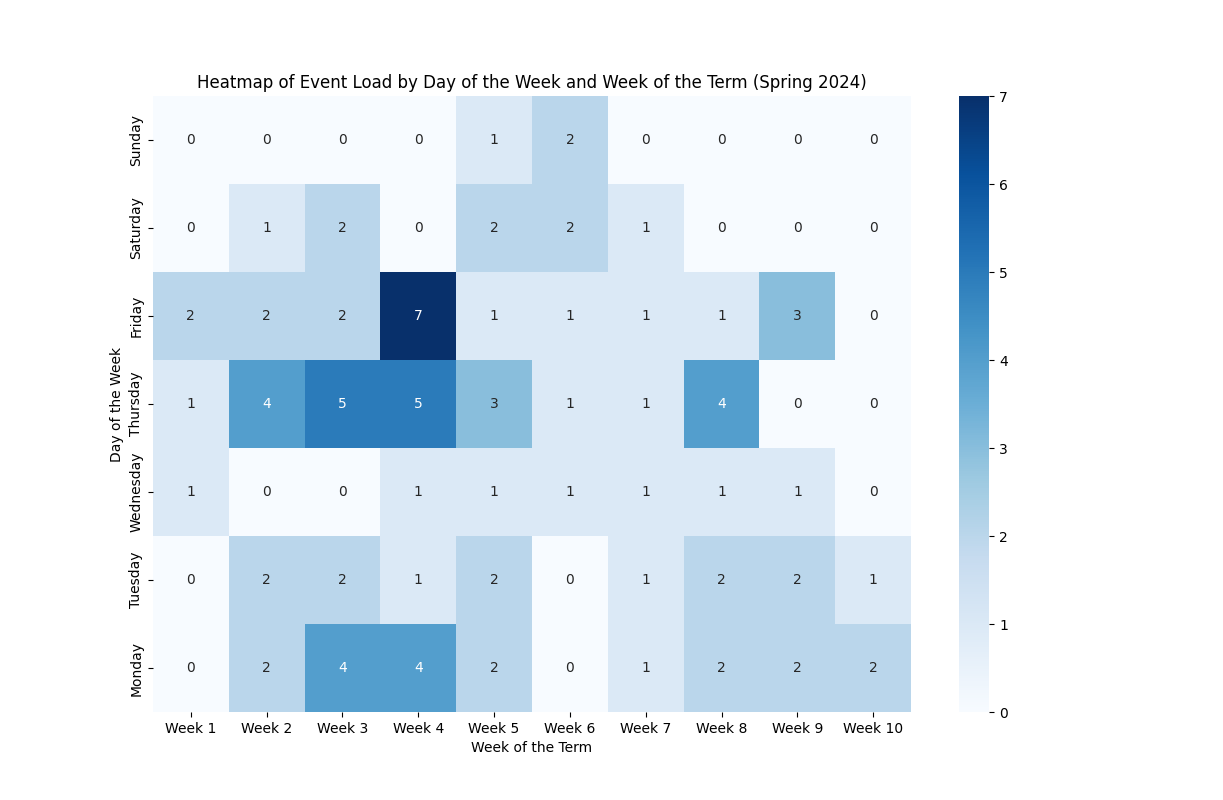 Heatmap of Event Load by Day of the Week and Week of the Term (Spring 2024)
Day of the Week
Sunday 0 0 0 0 1 2 0 0 0 0
Saturday 0 1 2 0 2 2 1 0 0 0
Friday 2 2 2 7 1 1 1 1 3 0
Thursday 1 4 5 5 3 1 1 4 0 0
Wednesday 1 0 0 1 1 1 1 1 1 0
Tuesday 0 2 2 1 2 0 1 2 2 1
Monday 0 2 4 4 2 0 1 2 2 2
Week 1 Week 2 Week 3 Week 4 Week 5 Week 6 Week 7 Week 8 Week 9 Week 10
Week of the Term
7
6
5
4
3
2
1
0